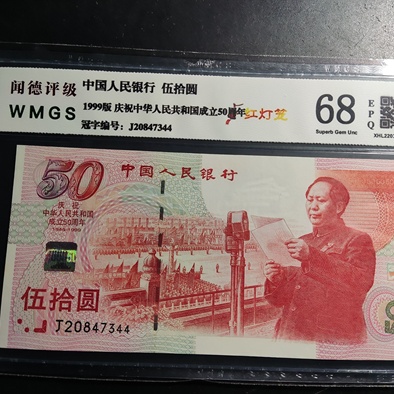 闻德评级
WMGS
中国人民银行 伍拾圆
1999版 庆祝中华人民共和国成立50周年
红灯笼
冠字编号: J20847344
68
Superb Gem Unc
EPQ
50
中国人民银行
庆祝
中华人民共和国
成立50周年
1949-1999
50
伍拾圆
J20847344